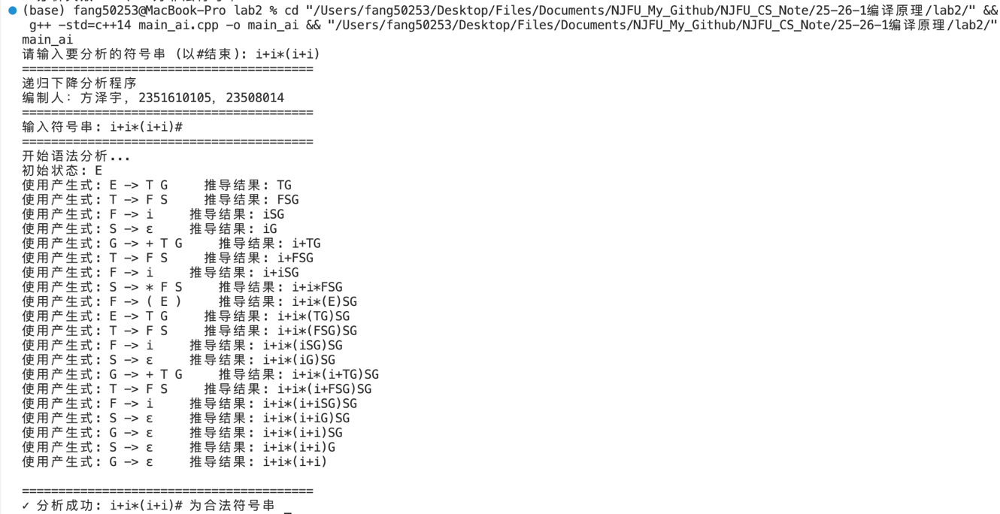 (base) fang50253@MacBook-Pro lab2 % cd "/Users/fang50253/Desktop/Files/Documents/NJFU_My_Github/NJFU_CS_Note/25-26-1编译原理/lab2/" &&
g++ -std=c++14 main_ai.cpp -o main_ai && "/Users/fang50253/Desktop/Files/Documents/NJFU_My_Github/NJFU_CS_Note/25-26-1编译原理/lab2/"
main_ai
请输入要分析的符号串 (以#结束): i+i*(i+i)
========================================
递归下降分析程序
编制人: 方泽宇, 2351610105, 23508014
========================================
输入符号串: i+i*(i+i)#
========================================
开始语法分析...
初始状态: E
使用产生式: E -> T G     推导结果: TG
使用产生式: T -> F S     推导结果: FSG
使用产生式: F -> i     推导结果: iSG
使用产生式: S -> ε     推导结果: iG
使用产生式: G -> + T G     推导结果: i+TG
使用产生式: T -> F S     推导结果: i+FSG
使用产生式: F -> i     推导结果: i+iSG
使用产生式: S -> * F S     推导结果: i+i*FSG
使用产生式: F -> ( E )     推导结果: i+i*(E)SG
使用产生式: E -> T G     推导结果: i+i*(TG)SG
使用产生式: T -> F S     推导结果: i+i*(FSG)SG
使用产生式: F -> i     推导结果: i+i*(iSG)SG
使用产生式: S -> ε     推导结果: i+i*(iG)SG
使用产生式: G -> + T G     推导结果: i+i*(i+TG)SG
使用产生式: T -> F S     推导结果: i+i*(i+FSG)SG
使用产生式: F -> i     推导结果: i+i*(i+iSG)SG
使用产生式: S -> ε     推导结果: i+i*(i+iG)SG
使用产生式: G -> ε     推导结果: i+i*(i+i)SG
使用产生式: S -> ε     推导结果: i+i*(i+i)G
使用产生式: G -> ε     推导结果: i+i*(i+i)
========================================
✓ 分析成功: i+i*(i+i)# 为合法符号串